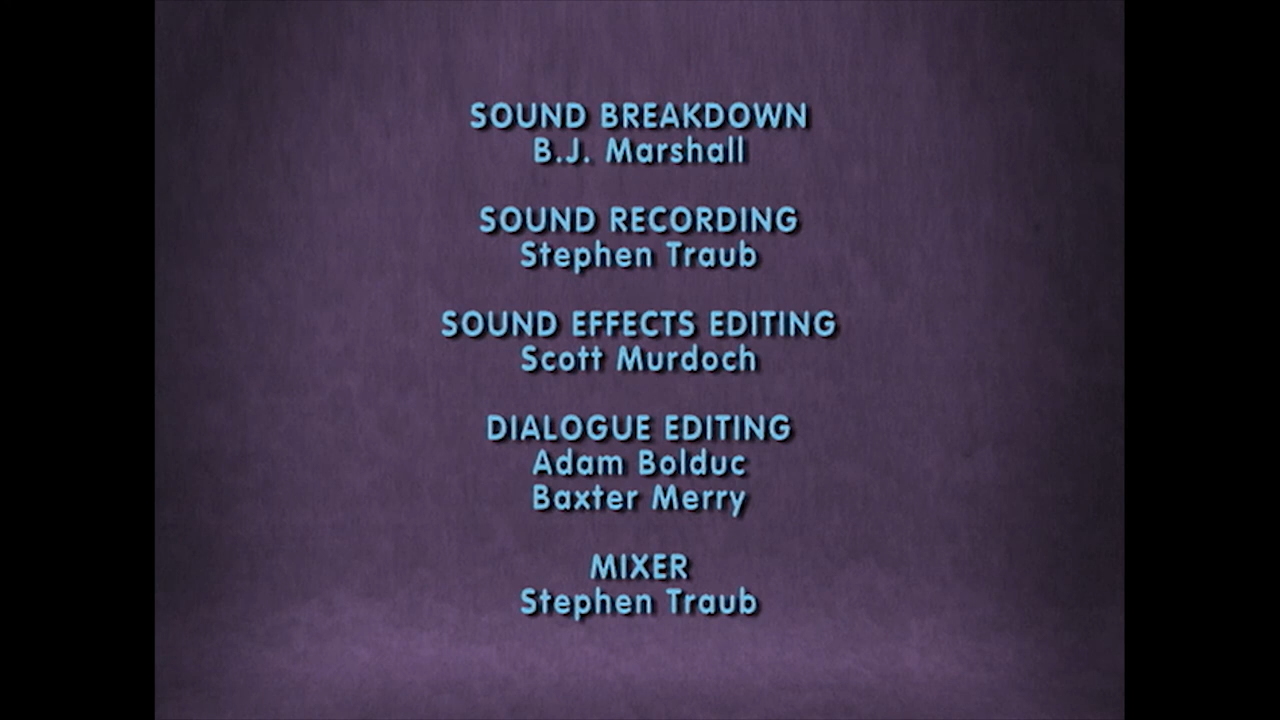 SOUND BREAKDOWN
B.J. Marshall
SOUND RECORDING
Stephen Traub
SOUND EFFECTS EDITING
Scott Murdoch
DIALOGUE EDITING
Adam Bolduc
Baxter Merry
MIXER
Stephen Traub